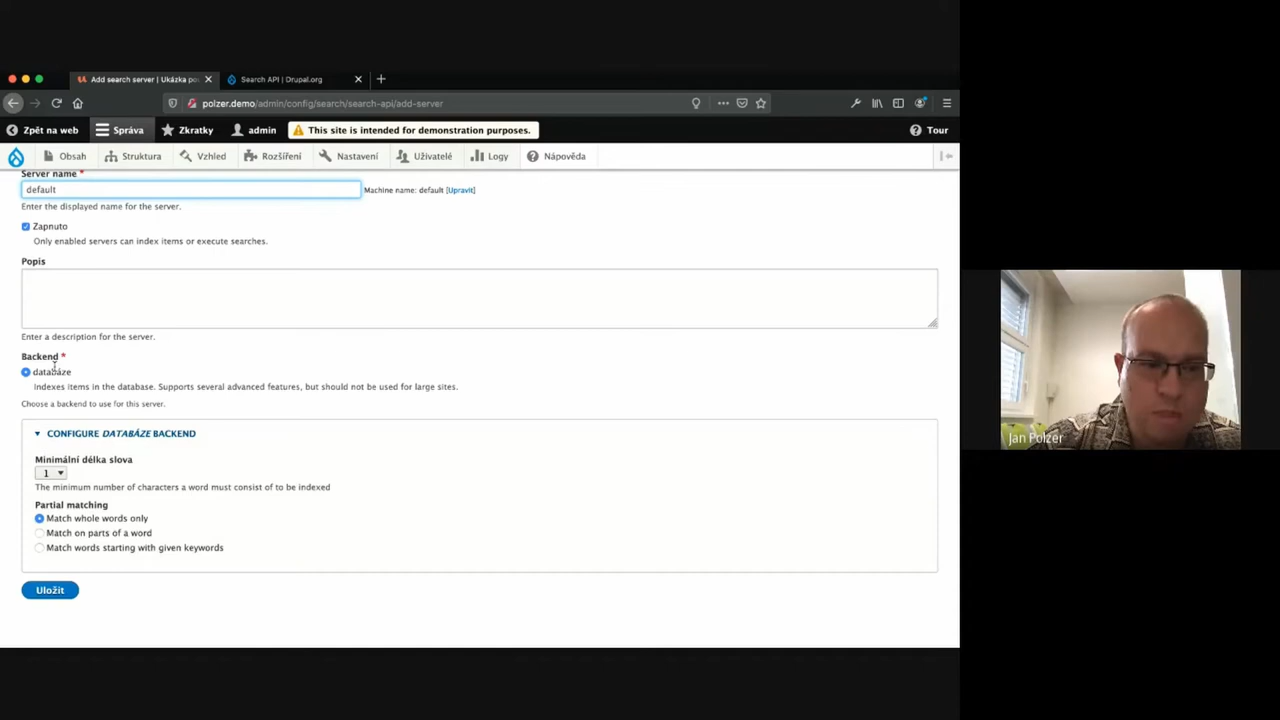 Add search server | Ukázka po
Search API | Drupal.org
polzer.demo/admin/config/search/search-api/add-server
Zpět na web
Správa
Zkratky
admin
This site is intended for demonstration purposes.
Tour
Obsah
Struktura
Vzhled
Rozšíření
Nastavení
Uživatelé
Logy
Nápověda
Server name *
default
Machine name: default [Upravit]
Enter the displayed name for the server.
Zapnuto
Only enabled servers can index items or execute searches.
Popis
Enter a description for the server.
Backend *
databáze
Indexes items in the database. Supports several advanced features, but should not be used for large sites.
Choose a backend to use for this server.
CONFIGURE DATABÁZE BACKEND
Minimální délka slova
1
The minimum number of characters a word must consist of to be indexed
Partial matching
Match whole words only
Match on parts of a word
Match words starting with given keywords
Uložit
Jan Polzer